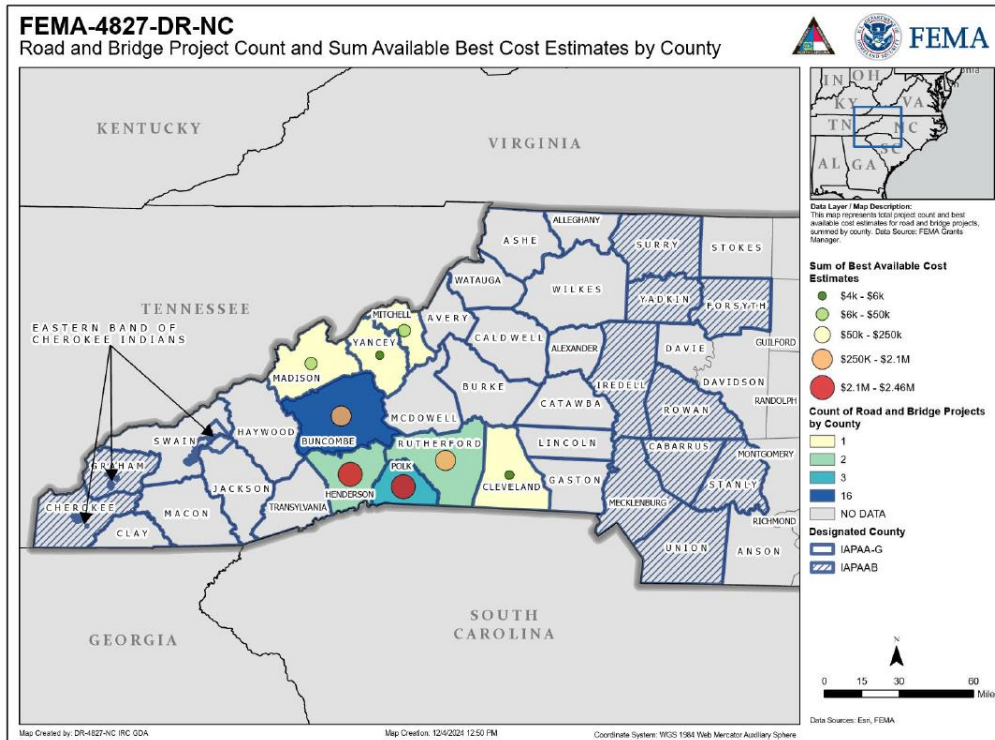 FEMA-4827-DR-NC
Road and Bridge Project Count and Sum Available Best Cost Estimates by County
FEMA
KENTUCKY
VIRGINIA
TENNESSEE
EASTERN BAND OF
CHEROKEE INDIANS
ALLEGHANY
ASHE
SURRY
STOKES
WATAUGA
WILKES
YADKIN
FORSYTH
MITCHELL
AVERY
YANCEY
CALDWELL
ALEXANDER
DAVIE
GUILFORD
MADISON
IREDELL
DAVIDSON
BURKE
RANDOLPH
CATAWBA
ROWAN
MCDOWELL
HAYWOOD
BUNCOMBE
SWAIN
RUTHERFORD
LINCOLN
CABARRUS
MONTGOMERY
GRAHAM
POLK
CLEVELAND
GASTON
STANLY
HENDERSON
JACKSON
CHEROKEE
MACON
TRANSYLVANIA
MECKLENBURG
RICHMOND
CLAY
UNION
ANSON
GEORGIA
SOUTH
CAROLINA
IN
OH
KY
VA
TN
NC
SC
AL
GA
Data Layer / Map Description:
This map represents total project count and best
available cost estimates for road and bridge projects,
summed by county. Data Source: FEMA Grants
Manager.
Sum of Best Available Cost
Estimates
$4k - $6k
$6k - $50k
$50k - $250k
$250K - $2.1M
$2.1M - $2.46M
Count of Road and Bridge Projects
by County
1
2
3
16
NO DATA
Designated County
IAPAA-G
IAPAAB
N
0 15 30 60
Mile
Data Sources: Esri, FEMA
Map Created by: DR-4827-NC IRC GDA
Map Creation: 12/4/2024 12:50 PM
Coordinate System: WGS 1984 Web Mercator Auxiliary Sphere